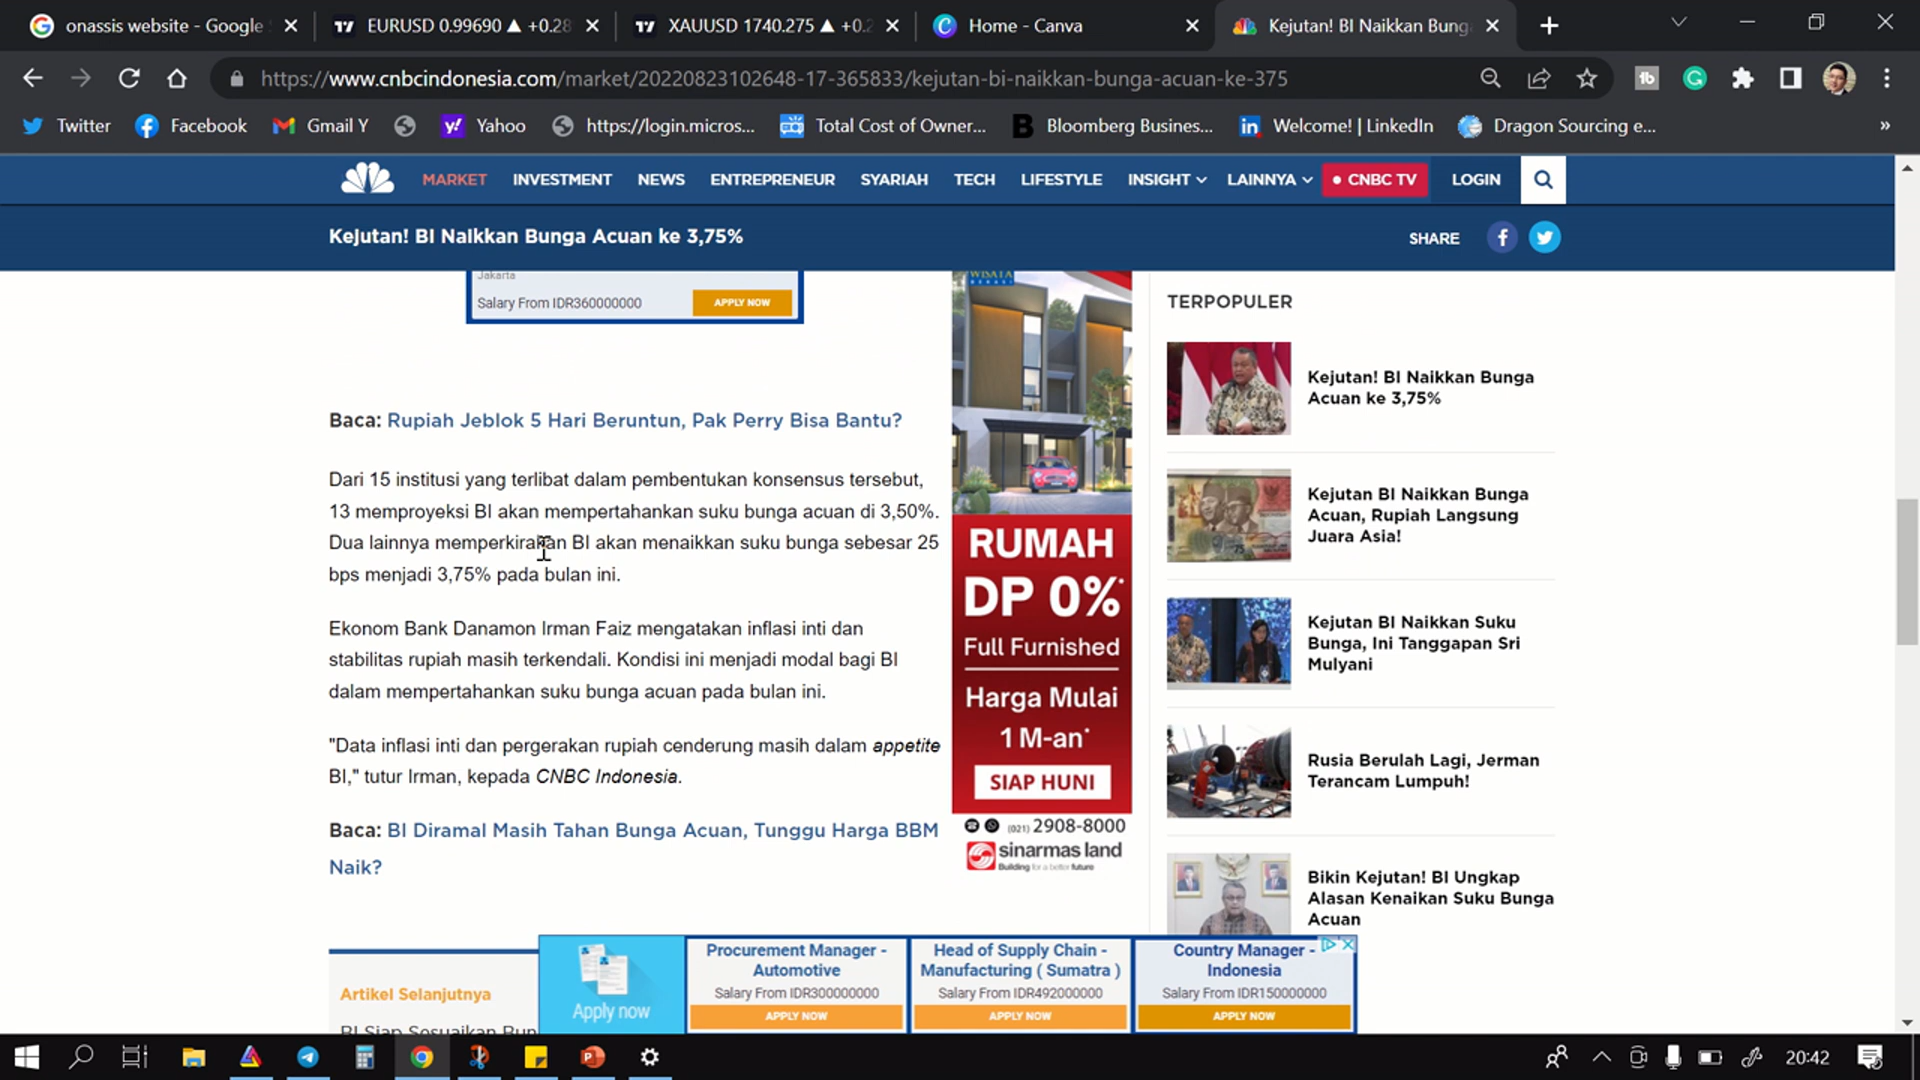 onassis website - Google
EURUSD 0.99690 ▲ +0.28
XAUUSD 1740.275 ▲ +0.2
Home - Canva
Kejutan! BI Naikkan Bung
https://www.cnbcindonesia.com/market/20220823102648-17-365833/kejutan-bi-naikkan-bunga-acuan-ke-375
Twitter
Facebook
Gmail Y
Yahoo
https://login.micros...
Total Cost of Owner...
Bloomberg Busines...
Welcome! | LinkedIn
Dragon Sourcing e...
»
MARKET
INVESTMENT
NEWS
ENTREPRENEUR
SYARIAH
TECH
LIFESTYLE
INSIGHT
LAINNYA
CNBC TV
LOGIN
Kejutan! BI Naikkan Bunga Acuan ke 3,75%
SHARE
Jakarta
Salary From IDR360000000
APPLY NOW
Baca: Rupiah Jeblok 5 Hari Beruntun, Pak Perry Bisa Bantu?
Dari 15 institusi yang terlibat dalam pembentukan konsensus tersebut,
13 memproyeksi BI akan mempertahankan suku bunga acuan di 3,50%.
Dua lainnya memperkirakan BI akan menaikkan suku bunga sebesar 25
bps menjadi 3,75% pada bulan ini.
Ekonom Bank Danamon Irman Faiz mengatakan inflasi inti dan
stabilitas rupiah masih terkendali. Kondisi ini menjadi modal bagi BI
dalam mempertahankan suku bunga acuan pada bulan ini.
"Data inflasi inti dan pergerakan rupiah cenderung masih dalam appetite
BI," tutur Irman, kepada CNBC Indonesia.
Baca: BI Diramal Masih Tahan Bunga Acuan, Tunggu Harga BBM
Naik?
Artikel Selanjutnya
BI Siap Sesuaikan Bun
WISATA
RUMAH
DP 0%*
Full Furnished
Harga Mulai
1 M-an*
SIAP HUNI
(021) 2908-8000
sinarmas land
Building for a better future
TERPOPULER
Kejutan! BI Naikkan Bunga
Acuan ke 3,75%
Kejutan BI Naikkan Bunga
Acuan, Rupiah Langsung
Juara Asia!
Kejutan BI Naikkan Suku
Bunga, Ini Tanggapan Sri
Mulyani
Rusia Berulah Lagi, Jerman
Terancam Lumpuh!
Bikin Kejutan! BI Ungkap
Alasan Kenaikan Suku Bunga
Acuan
Apply now
Procurement Manager -
Automotive
Salary From IDR300000000
APPLY NOW
Head of Supply Chain -
Manufacturing ( Sumatra )
Salary From IDR492000000
APPLY NOW
Country Manager -
Indonesia
Salary From IDR150000000
APPLY NOW
20:42